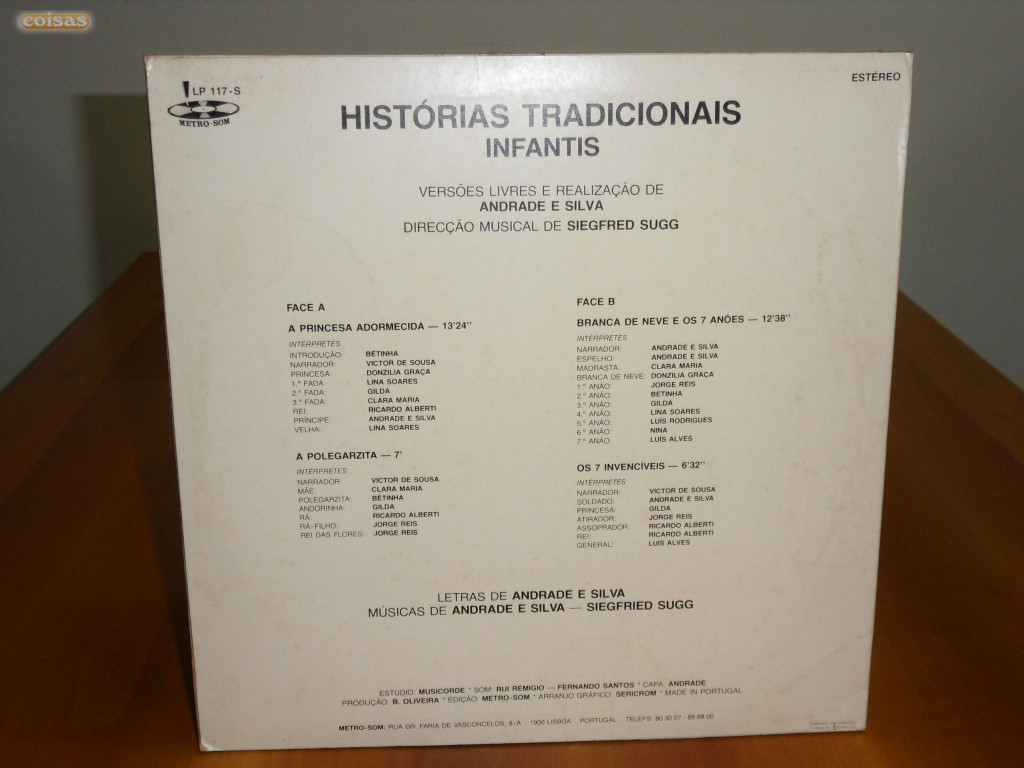 coisas
LP 117-S
METRO-SOM
ESTÉREO
HISTÓRIAS TRADICIONAIS
INFANTIS
VERSÕES LIVRES E REALIZAÇÃO DE
ANDRADE E SILVA
DIRECÇÃO MUSICAL DE SIEGFRED SUGG
FACE A
A PRINCESA ADORMECIDA — 13'24"
INTÉRPRETES
INTRODUÇÃO: BÉTINHA
NARRADOR: VICTOR DE SOUSA
PRINCESA: DONZILIA GRAÇA
1.ª FADA: LINA SOARES
2.ª FADA: GILDA
3.ª FADA: CLARA MARIA
REI: RICARDO ALBERTI
PRÍNCIPE: ANDRADE E SILVA
VELHA: LINA SOARES
A POLEGARZITA — 7'
INTÉRPRETES
NARRADOR: VICTOR DE SOUSA
MÃE: CLARA MARIA
POLEGARZITA: BÉTINHA
ANDORINHA: GILDA
RÃ: RICARDO ALBERTI
RÃ-FILHO: JORGE REIS
REI DAS FLORES: JORGE REIS
FACE B
BRANCA DE NEVE E OS 7 ANÕES — 12'38"
INTÉRPRETES
NARRADOR: ANDRADE E SILVA
ESPELHO: ANDRADE E SILVA
MADRASTA: CLARA MARIA
BRANCA DE NEVE: DONZILIA GRAÇA
1.º ANÃO: JORGE REIS
2.º ANÃO: BETINHA
3.º ANÃO: GILDA
4.º ANÃO: LINA SOARES
5.º ANÃO: LUIS RODRIGUES
6.º ANÃO: NINA
7.º ANÃO: LUIS ALVES
OS 7 INVENCÍVEIS — 6'32"
INTÉRPRETES
NARRADOR: VICTOR DE SOUSA
SOLDADO: ANDRADE E SILVA
PRINCESA: GILDA
ATIRADOR: JORGE REIS
ASSOPRADOR: RICARDO ALBERTI
REI: RICARDO ALBERTI
GENERAL: LUIS ALVES
LETRAS DE ANDRADE E SILVA
MÚSICAS DE ANDRADE E SILVA — SIEGFRIED SUGG
ESTÚDIO: MUSICORDE * SOM: RUI REMIGIO — FERNANDO SANTOS * CAPA: ANDRADE
PRODUÇÃO: B. OLIVEIRA * EDIÇÃO: METRO-SOM * ARRANJO GRÁFICO: SERICROM * MADE IN PORTUGAL
METRO-SOM: RUA DR. FARIA DE VASCONCELOS, 8-A · 1900 LISBOA · PORTUGAL TELEFS: 80 30 07 - 88 88 00